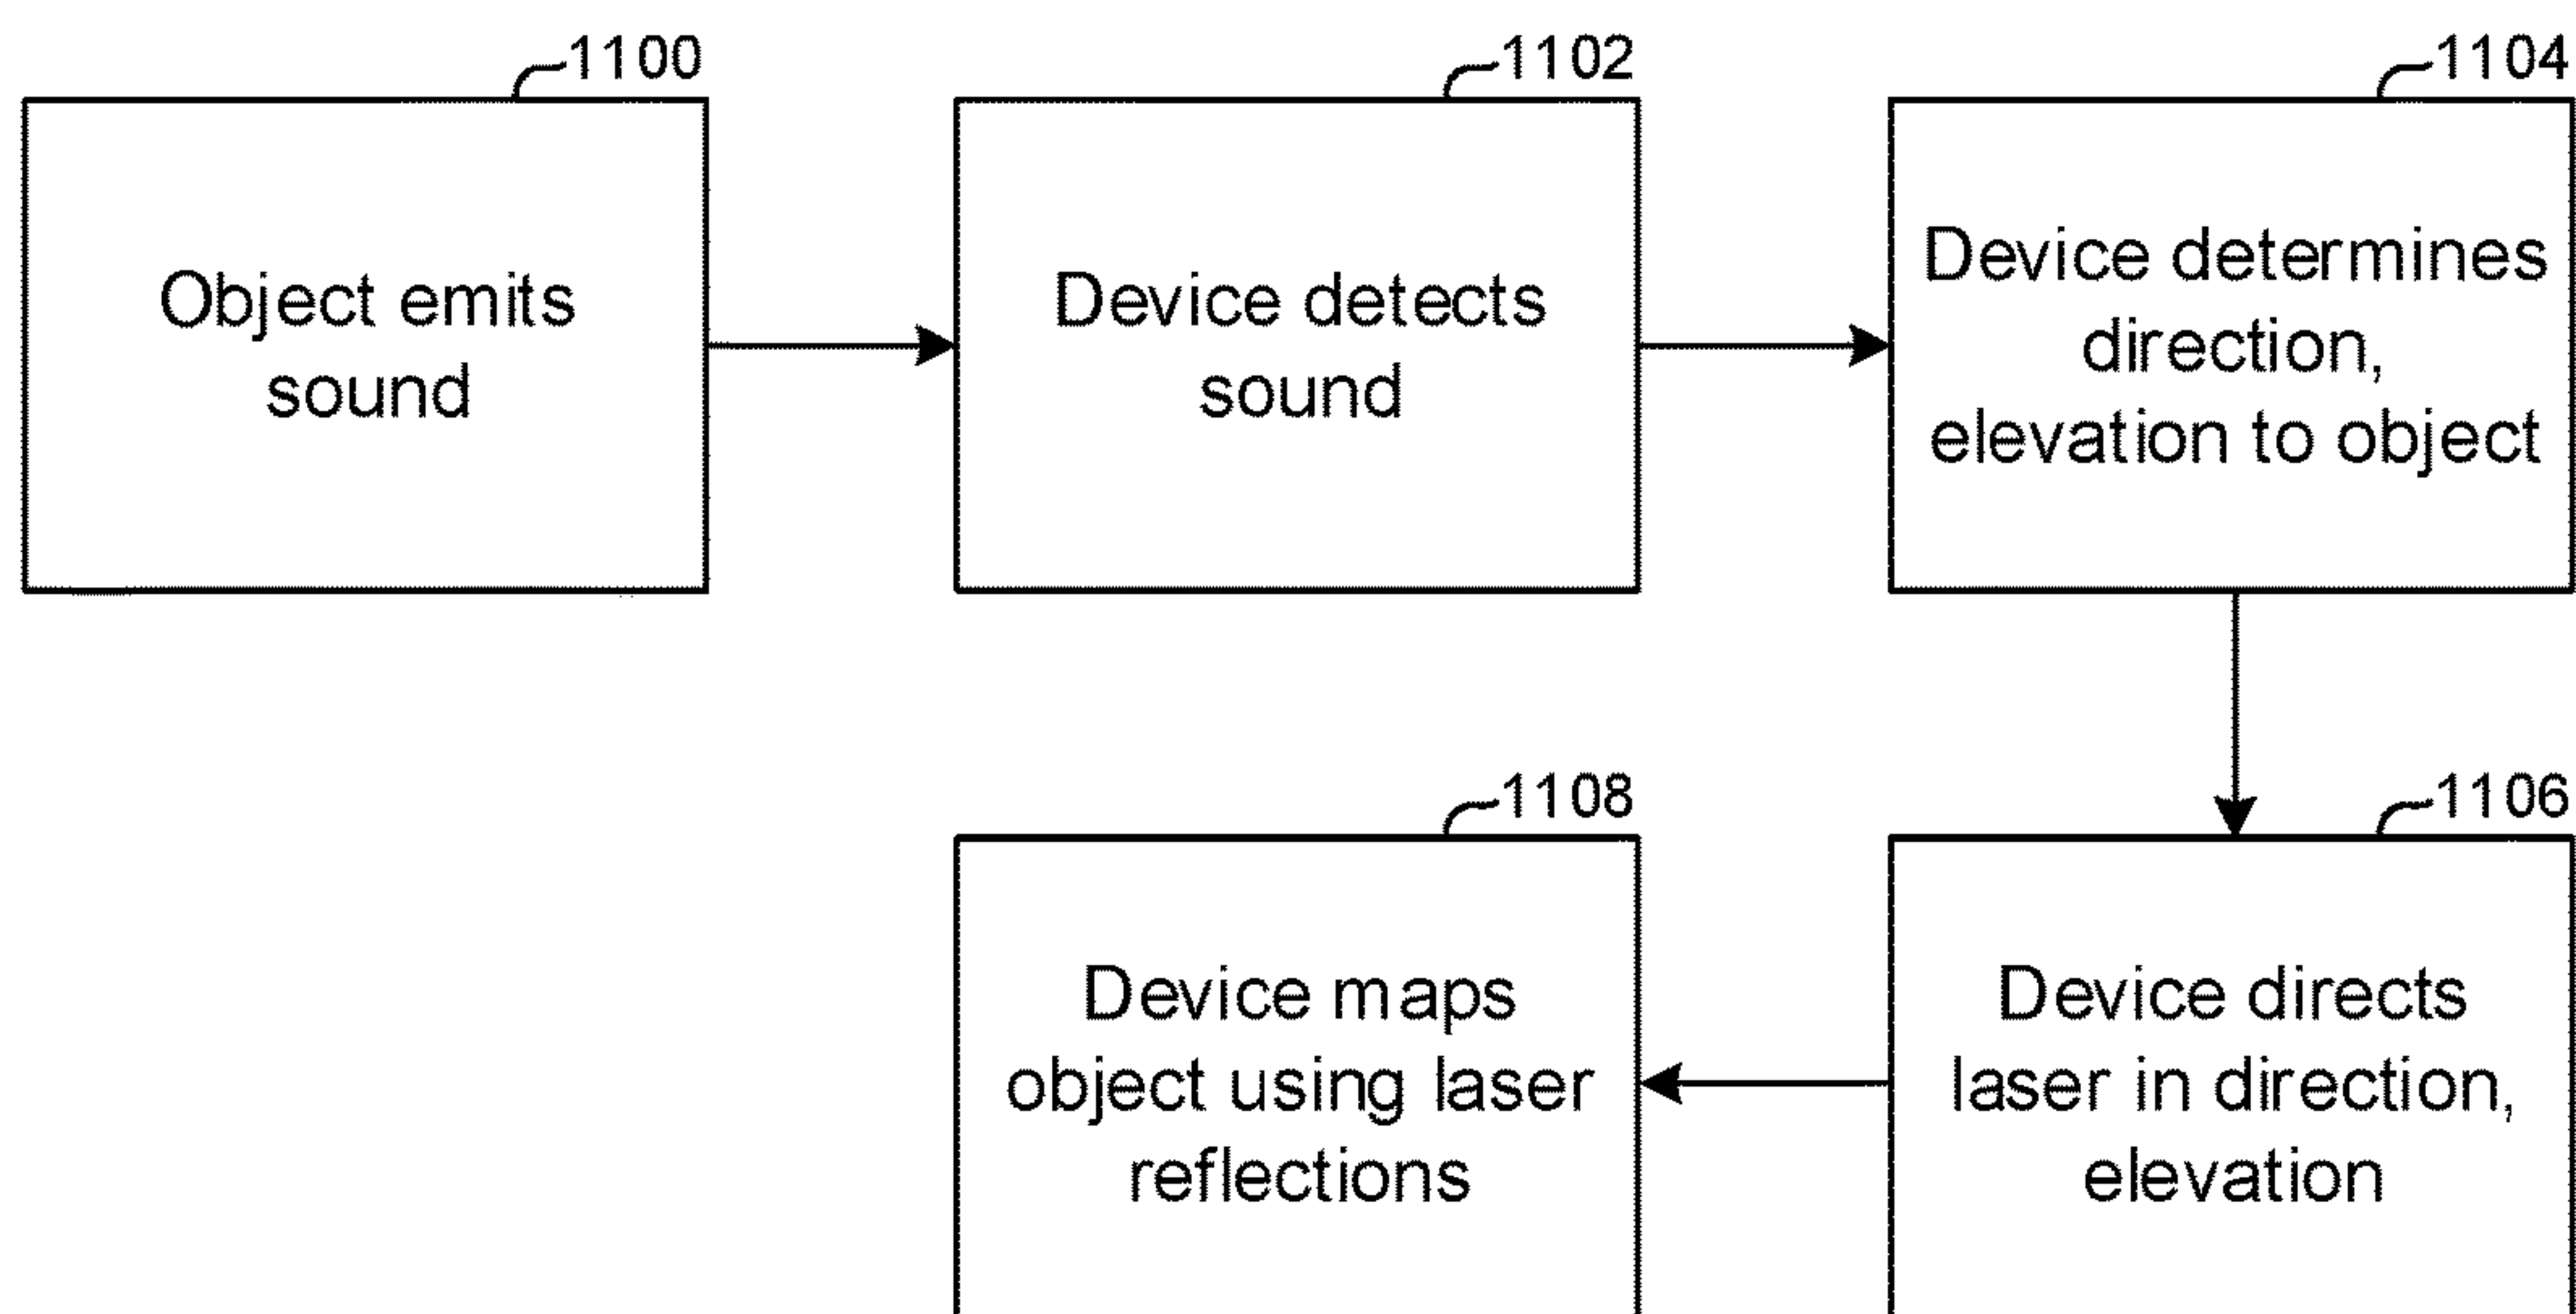 1100
Object emits
sound
1102
Device detects
sound
1104
Device determines
direction,
elevation to object
1106
Device directs
laser in direction,
elevation
1108
Device maps
object using laser
reflections